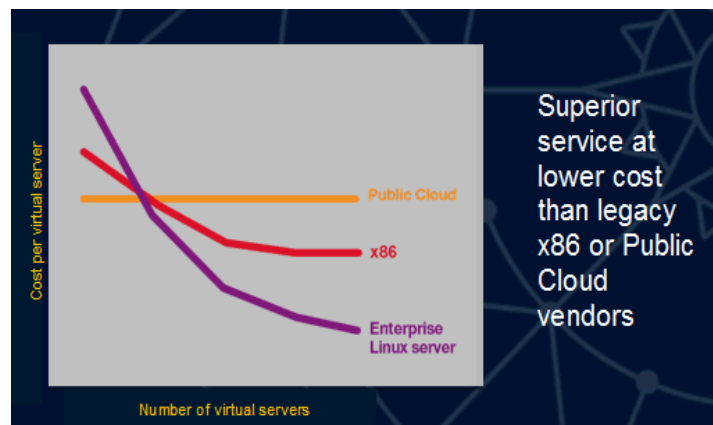 Cost per virtual server
Public Cloud
x86
Enterprise
Linux server
Number of virtual servers
Superior
service at
lower cost
than legacy
x86 or Public
Cloud
vendors